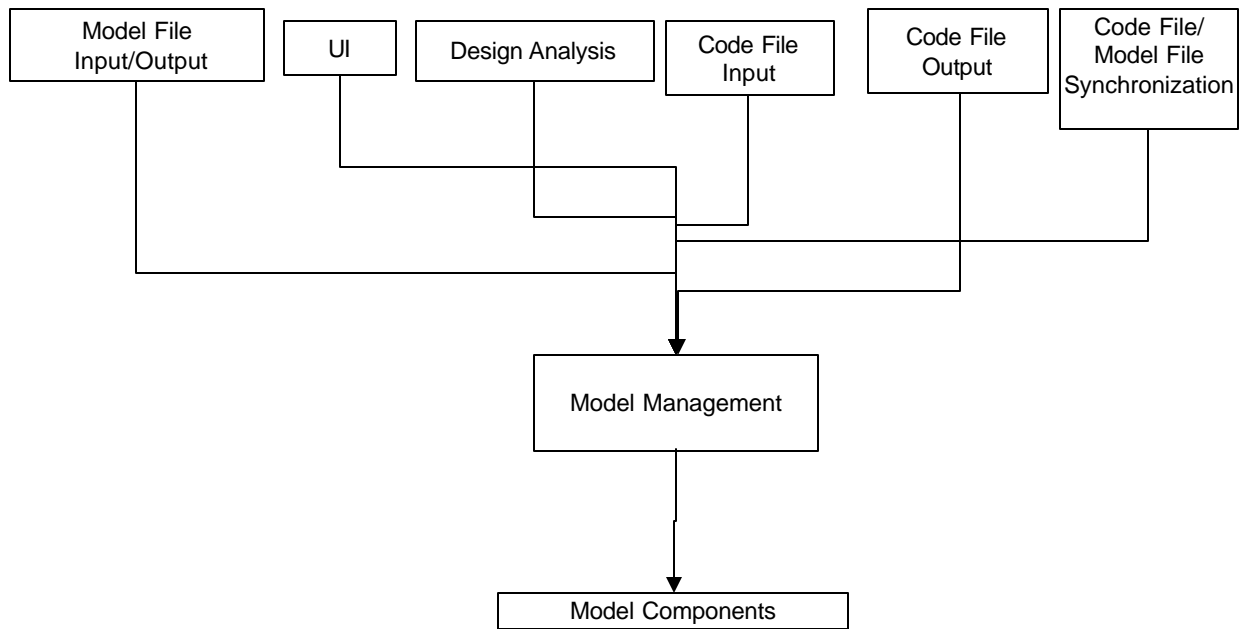 Model File
Input/Output
UI
Design Analysis
Code File
Input
Code File
Output
Code File/
Model File
Synchronization
Model Management
Model Components